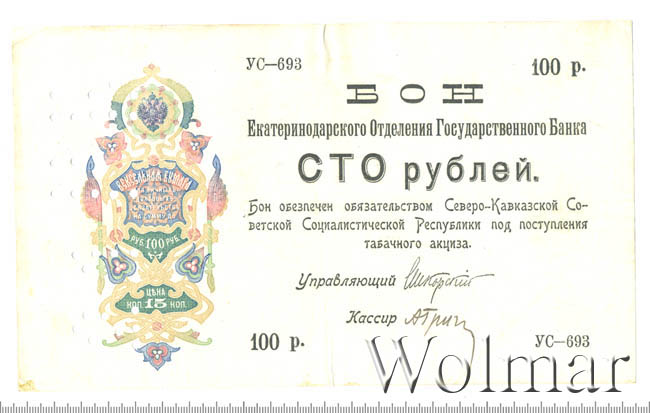 УС—693
100 р.
БОН
Екатеринодарского Отделения Государственного Банка
СТО рублей.
Бон обезпечен обязательством Северо-Кавказской Со-
ветской Социалистической Республики под поступления
табачного акциза.
Управляющий
Кассир
100 р.
УС—693
РУБ. 100 РУБ.
ЦѢНА
КОП. 15 КОП.
Wolmar